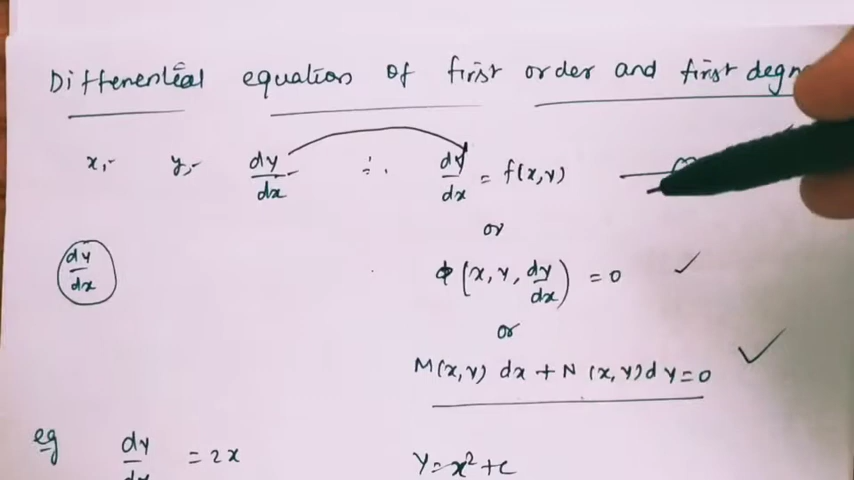 Differential equation of first order and first
x,- y,- dy/dx ∴ dy/dx = f(x,y)
or
dy/dx
ϕ(x, y, dy/dx) = 0
or
M(x,y) dx + N (x,y)dy=0
eg dy/dx = 2x y=x²+c